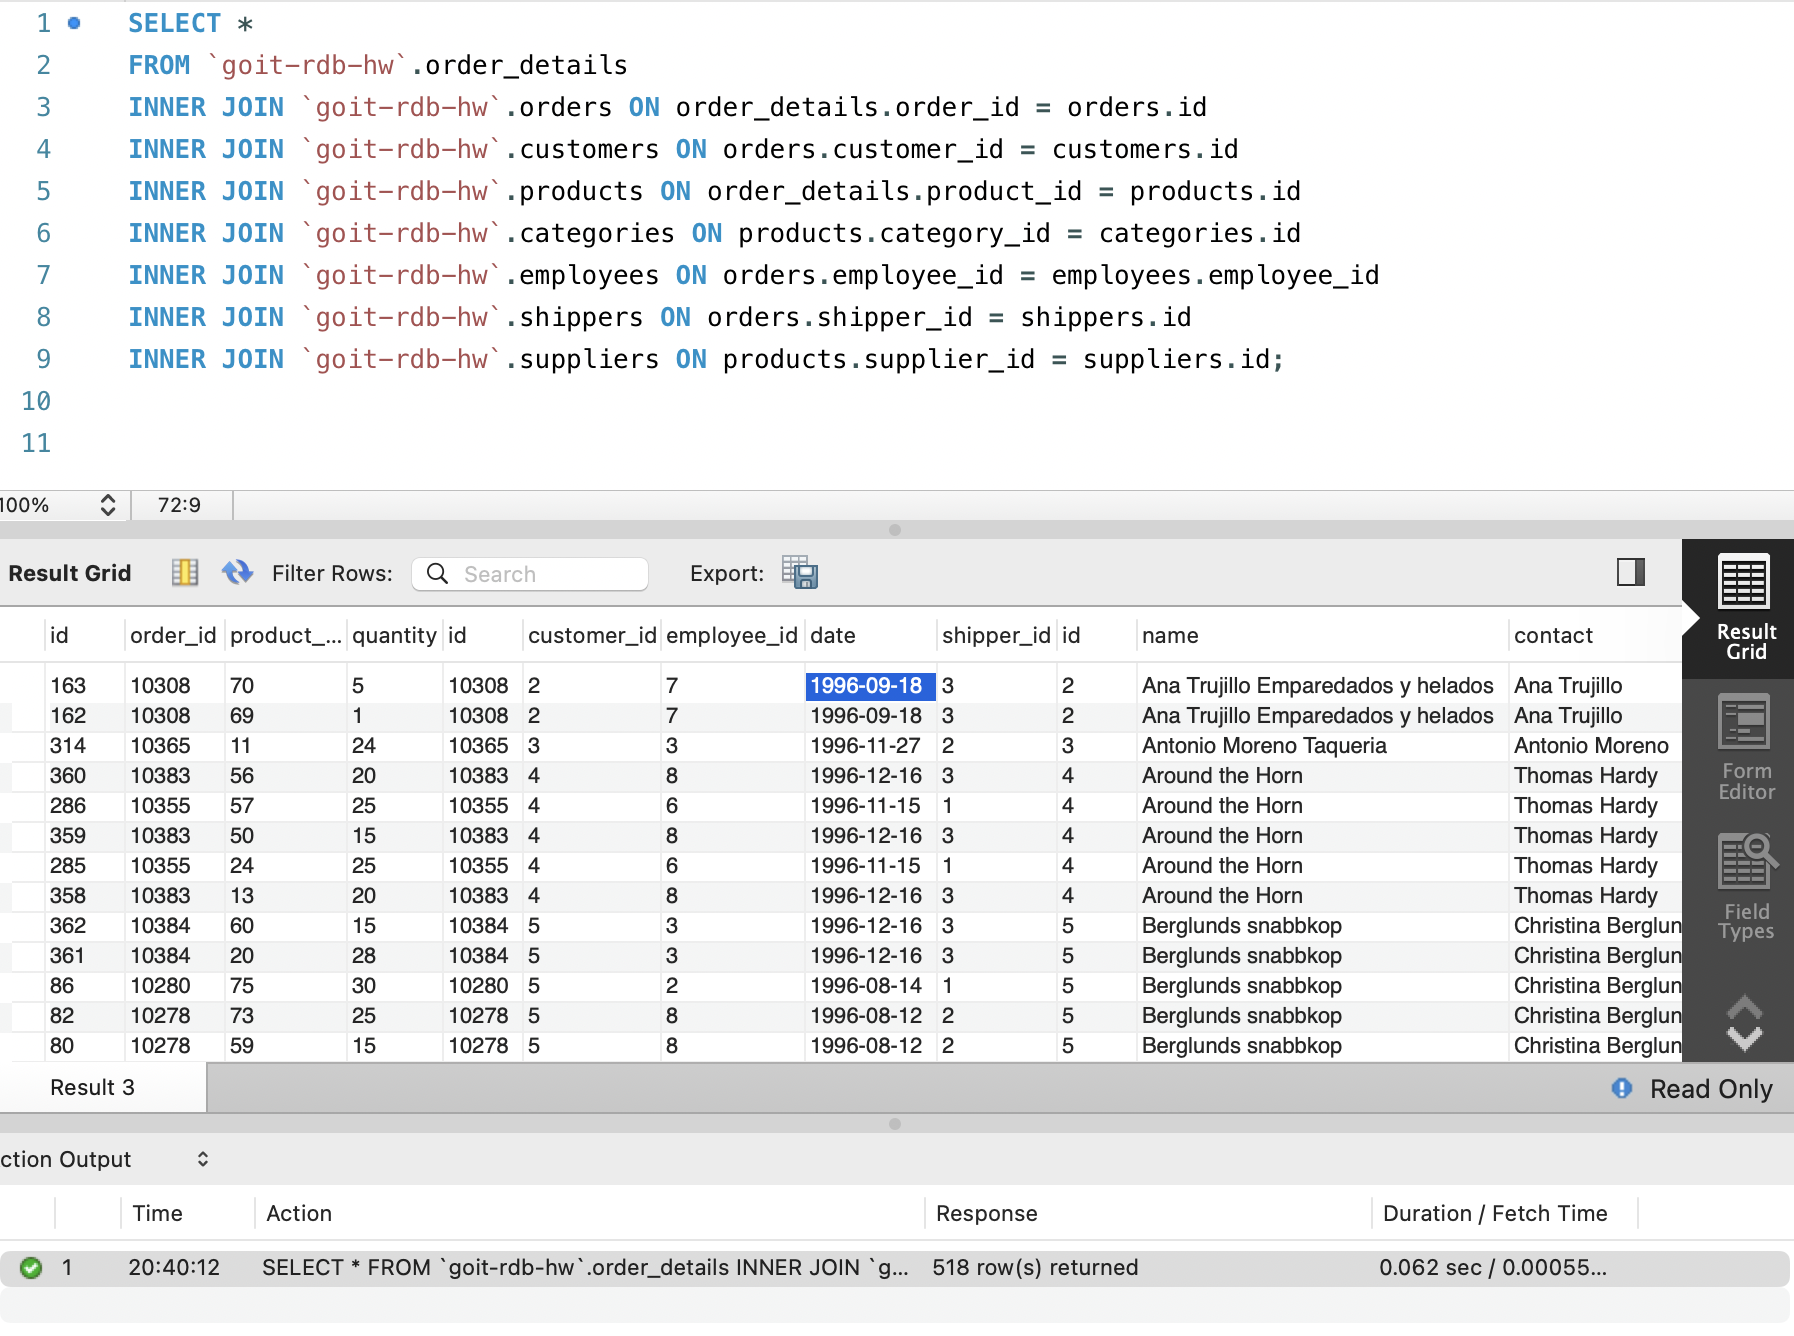 1 SELECT *
2 FROM `goit-rdb-hw`.order_details
3 INNER JOIN `goit-rdb-hw`.orders ON order_details.order_id = orders.id
4 INNER JOIN `goit-rdb-hw`.customers ON orders.customer_id = customers.id
5 INNER JOIN `goit-rdb-hw`.products ON order_details.product_id = products.id
6 INNER JOIN `goit-rdb-hw`.categories ON products.category_id = categories.id
7 INNER JOIN `goit-rdb-hw`.employees ON orders.employee_id = employees.employee_id
8 INNER JOIN `goit-rdb-hw`.shippers ON orders.shipper_id = shippers.id
9 INNER JOIN `goit-rdb-hw`.suppliers ON products.supplier_id = suppliers.id;
10
11
100% 72:9
Result Grid Filter Rows: Search Export:
id order_id product_... quantity id customer_id employee_id date shipper_id id name contact
163 10308 70 5 10308 2 7 1996-09-18 3 2 Ana Trujillo Emparedados y helados Ana Trujillo
162 10308 69 1 10308 2 7 1996-09-18 3 2 Ana Trujillo Emparedados y helados Ana Trujillo
314 10365 11 24 10365 3 3 1996-11-27 2 3 Antonio Moreno Taqueria Antonio Moreno
360 10383 56 20 10383 4 8 1996-12-16 3 4 Around the Horn Thomas Hardy
286 10355 57 25 10355 4 6 1996-11-15 1 4 Around the Horn Thomas Hardy
359 10383 50 15 10383 4 8 1996-12-16 3 4 Around the Horn Thomas Hardy
285 10355 24 25 10355 4 6 1996-11-15 1 4 Around the Horn Thomas Hardy
358 10383 13 20 10383 4 8 1996-12-16 3 4 Around the Horn Thomas Hardy
362 10384 60 15 10384 5 3 1996-12-16 3 5 Berglunds snabbkop Christina Berglun
361 10384 20 28 10384 5 3 1996-12-16 3 5 Berglunds snabbkop Christina Berglun
86 10280 75 30 10280 5 2 1996-08-14 1 5 Berglunds snabbkop Christina Berglun
82 10278 73 25 10278 5 8 1996-08-12 2 5 Berglunds snabbkop Christina Berglun
80 10278 59 15 10278 5 8 1996-08-12 2 5 Berglunds snabbkop Christina Berglun
Result
Grid
Form
Editor
Field
Types
Result 3 Read Only
ction Output
Time Action Response Duration / Fetch Time
1 20:40:12 SELECT * FROM `goit-rdb-hw`.order_details INNER JOIN `g... 518 row(s) returned 0.062 sec / 0.00055...